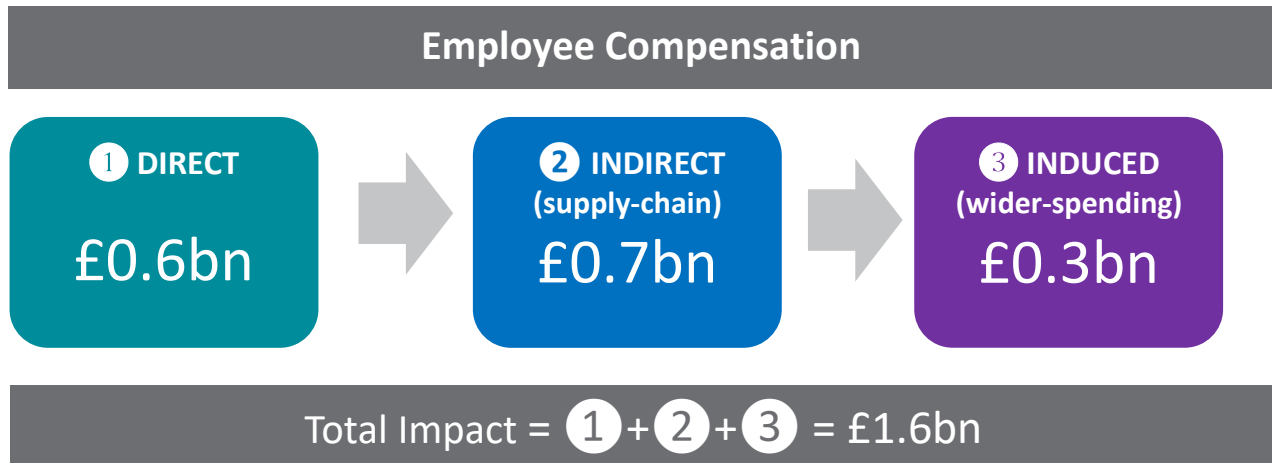 Employee Compensation
1 DIRECT
£0.6bn
2 INDIRECT
(supply-chain)
£0.7bn
3 INDUCED
(wider-spending)
£0.3bn
Total Impact = 1 + 2 + 3 = £1.6bn